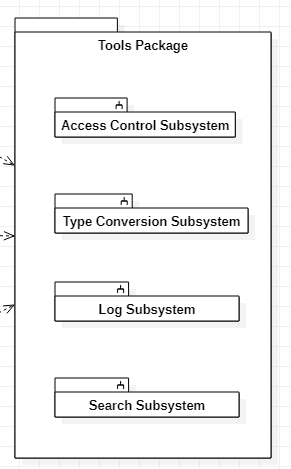 Tools Package
Access Control Subsystem
Type Conversion Subsystem
Log Subsystem
Search Subsystem